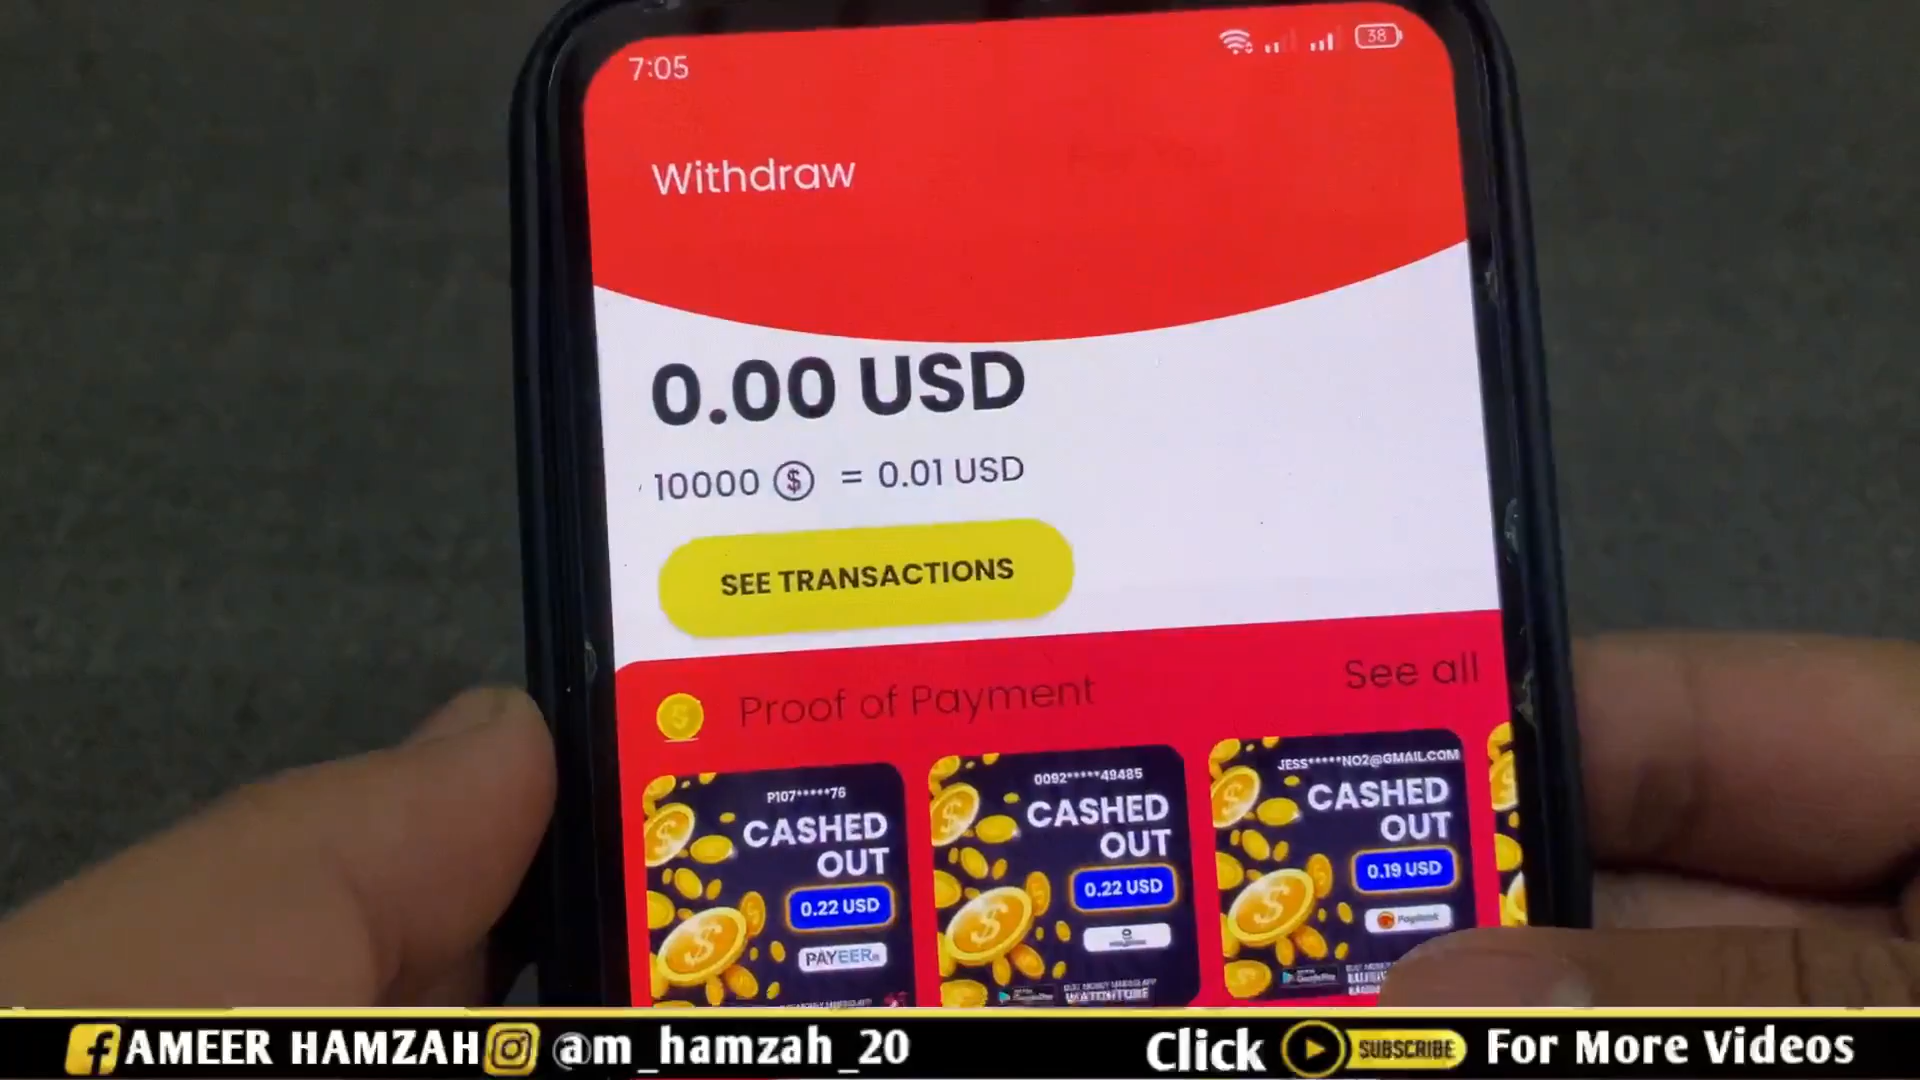 7:05
38
Withdraw
0.00 USD
10000 $ = 0.01 USD
SEE TRANSACTIONS
Proof of Payment
See all
P107*****76
CASHED
OUT
0.22 USD
PAYEER
0092*****49485
CASHED
OUT
0.22 USD
JESS*****NO2@GMAIL.COM
CASHED
OUT
0.19 USD
AMEER HAMZAH
@m_hamzah_20
Click
SUBSCRIBE
For More Videos